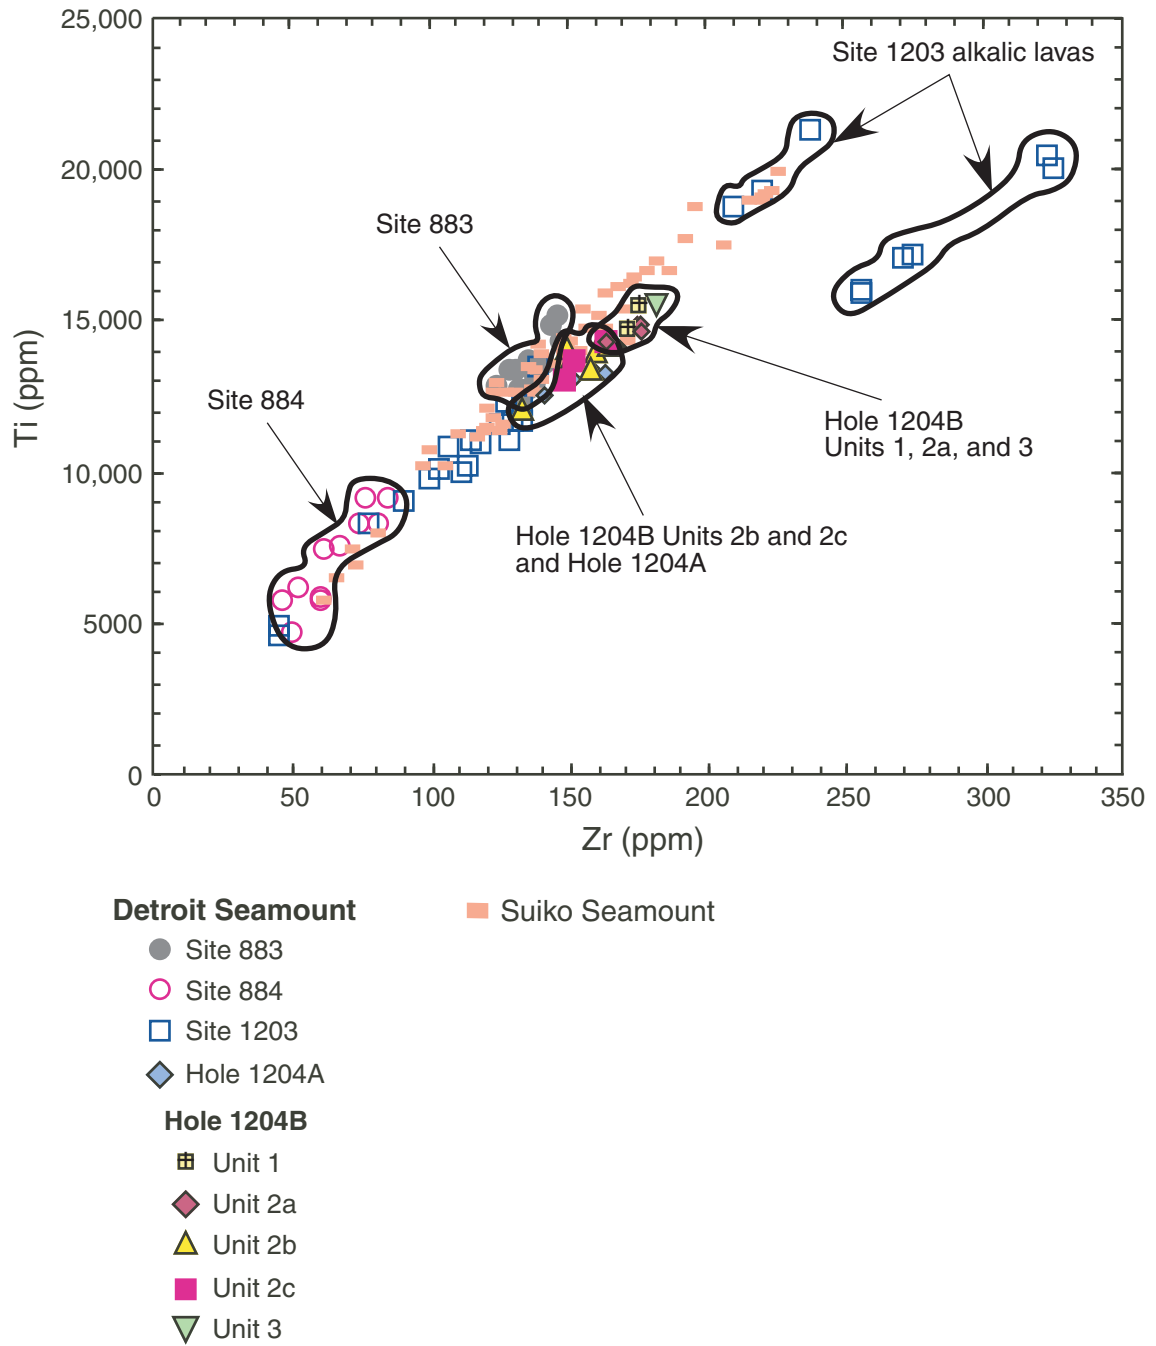 25,000
20,000
15,000
10,000
5000
0
Ti (ppm)
0 50 100 150 200 250 300 350
Zr (ppm)
Site 1203 alkalic lavas
Site 883
Site 884
Hole 1204B
Units 1, 2a, and 3
Hole 1204B Units 2b and 2c
and Hole 1204A
Detroit Seamount
Site 883
Site 884
Site 1203
Hole 1204A
Hole 1204B
Unit 1
Unit 2a
Unit 2b
Unit 2c
Unit 3
Suiko Seamount